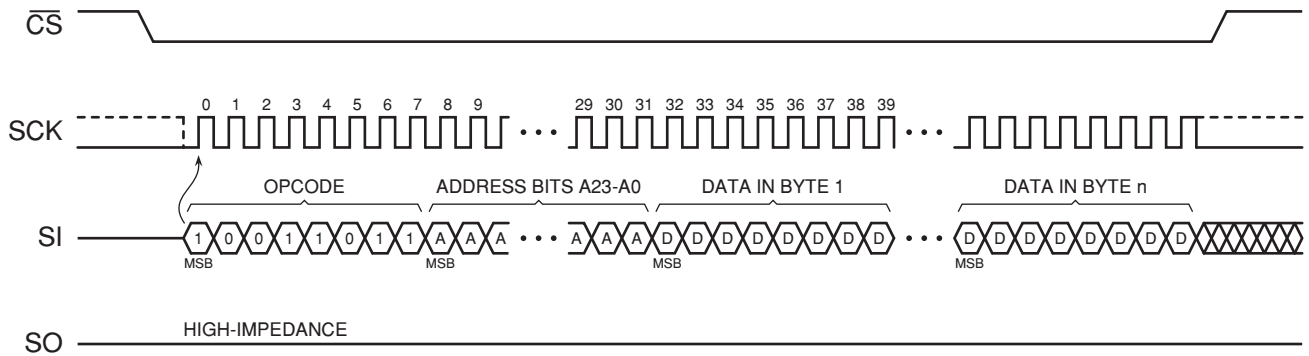 CS
0 1 2 3 4 5 6 7 8 9 29 30 31 32 33 34 35 36 37 38 39
SCK
OPCODE ADDRESS BITS A23-A0 DATA IN BYTE 1 DATA IN BYTE n
SI 1 0 0 1 1 0 1 1 A A A A A A D D D D D D D D D D D D D D D D
MSB MSB MSB MSB
HIGH-IMPEDANCE
SO